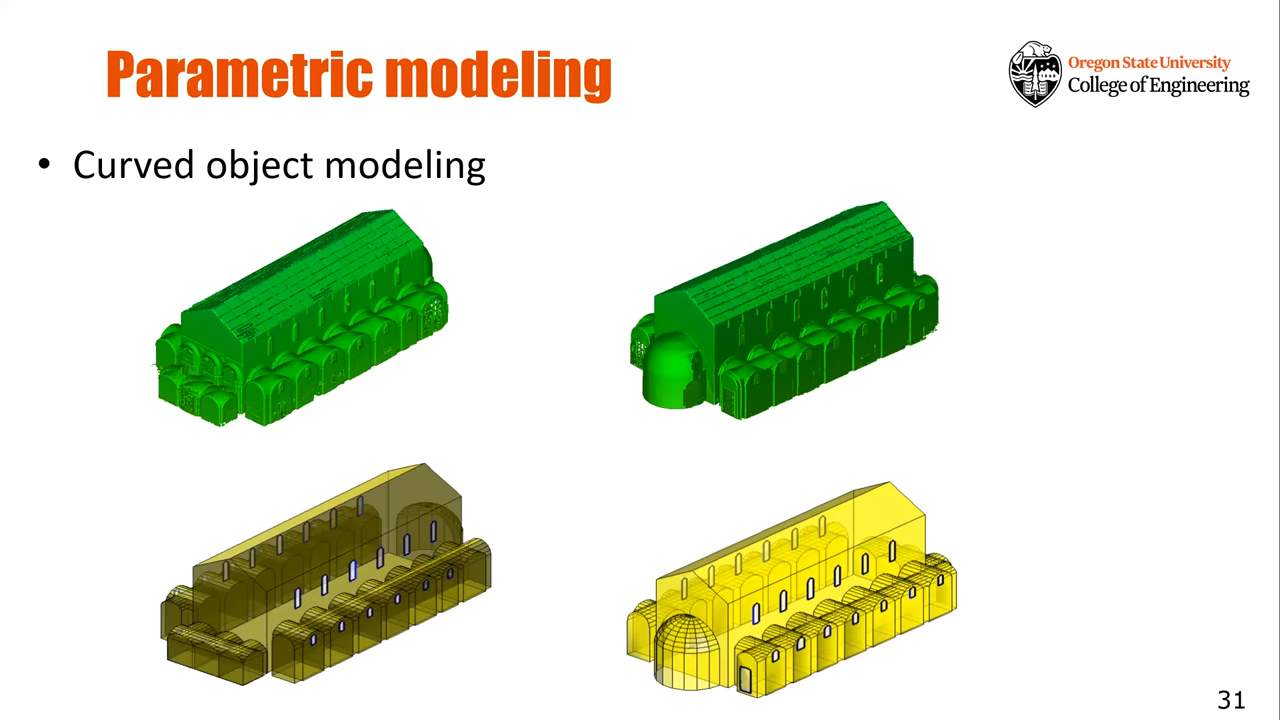 Parametric modeling
Oregon State University
College of Engineering
• Curved object modeling
31